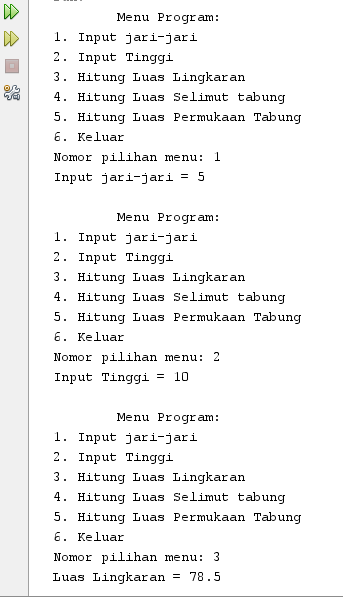 Menu Program:
1. Input jari-jari
2. Input Tinggi
3. Hitung Luas Lingkaran
4. Hitung Luas Selimut tabung
5. Hitung Luas Permukaan Tabung
6. Keluar
Nomor pilihan menu: 1
Input jari-jari = 5
Menu Program:
1. Input jari-jari
2. Input Tinggi
3. Hitung Luas Lingkaran
4. Hitung Luas Selimut tabung
5. Hitung Luas Permukaan Tabung
6. Keluar
Nomor pilihan menu: 2
Input Tinggi = 10
Menu Program:
1. Input jari-jari
2. Input Tinggi
3. Hitung Luas Lingkaran
4. Hitung Luas Selimut tabung
5. Hitung Luas Permukaan Tabung
6. Keluar
Nomor pilihan menu: 3
Luas Lingkaran = 78.5